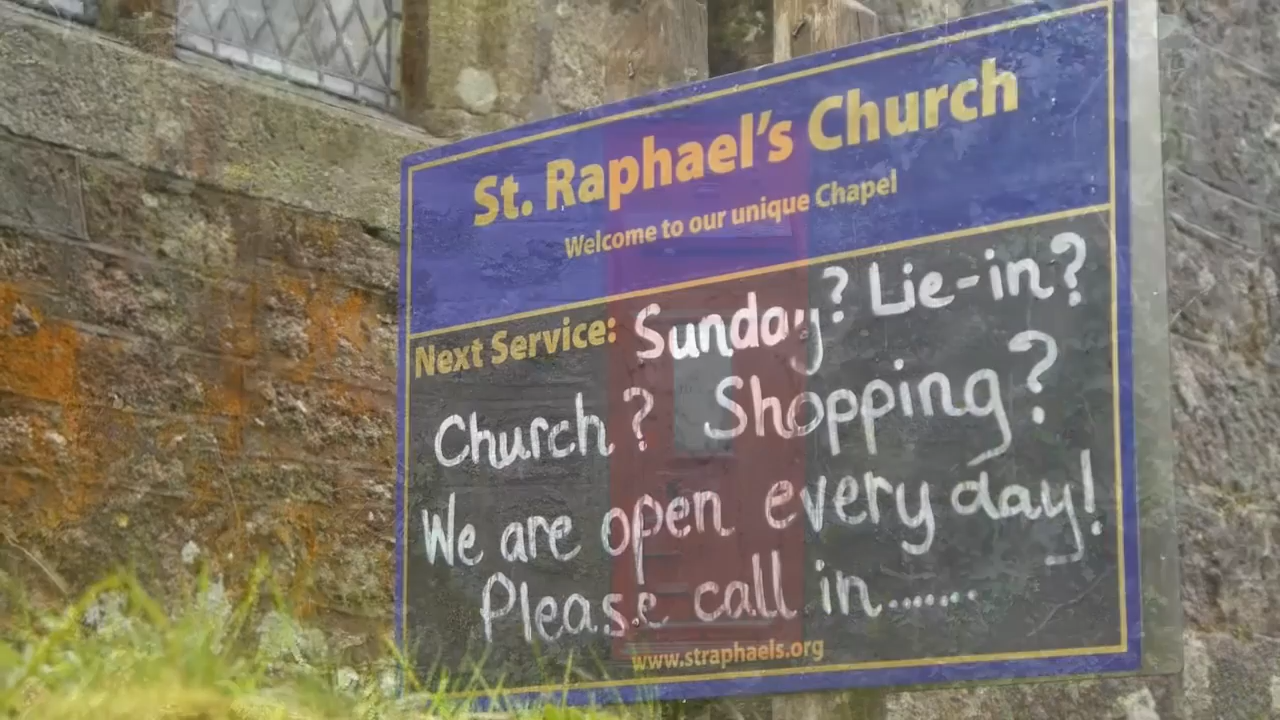 St. Raphael's Church
Welcome to our unique Chapel
Next Service: Sunday? Lie-in?
Church? Shopping?
We are open every day!
Please call in.......
www.straphaels.org